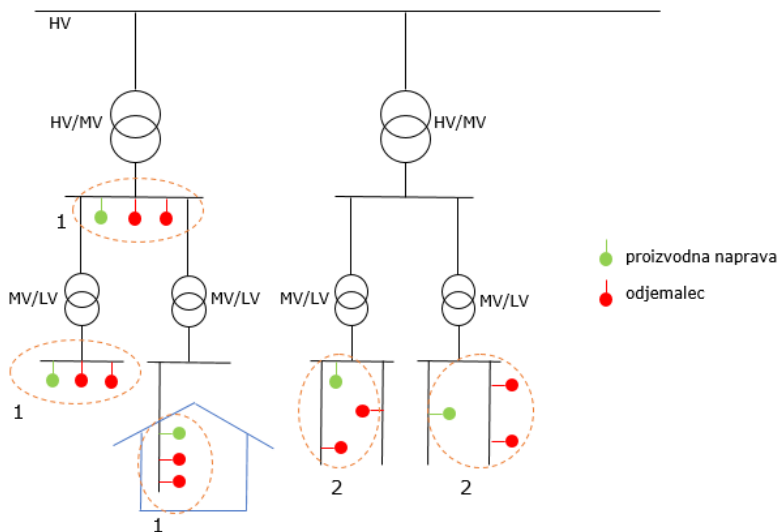 HV
HV/MV
HV/MV
1
proizvodna naprava
odjemalec
MV/LV
MV/LV
MV/LV
MV/LV
1
2
2
1